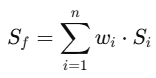 $S_f = \sum_{i=1}^{n} w_i \cdot S_i$